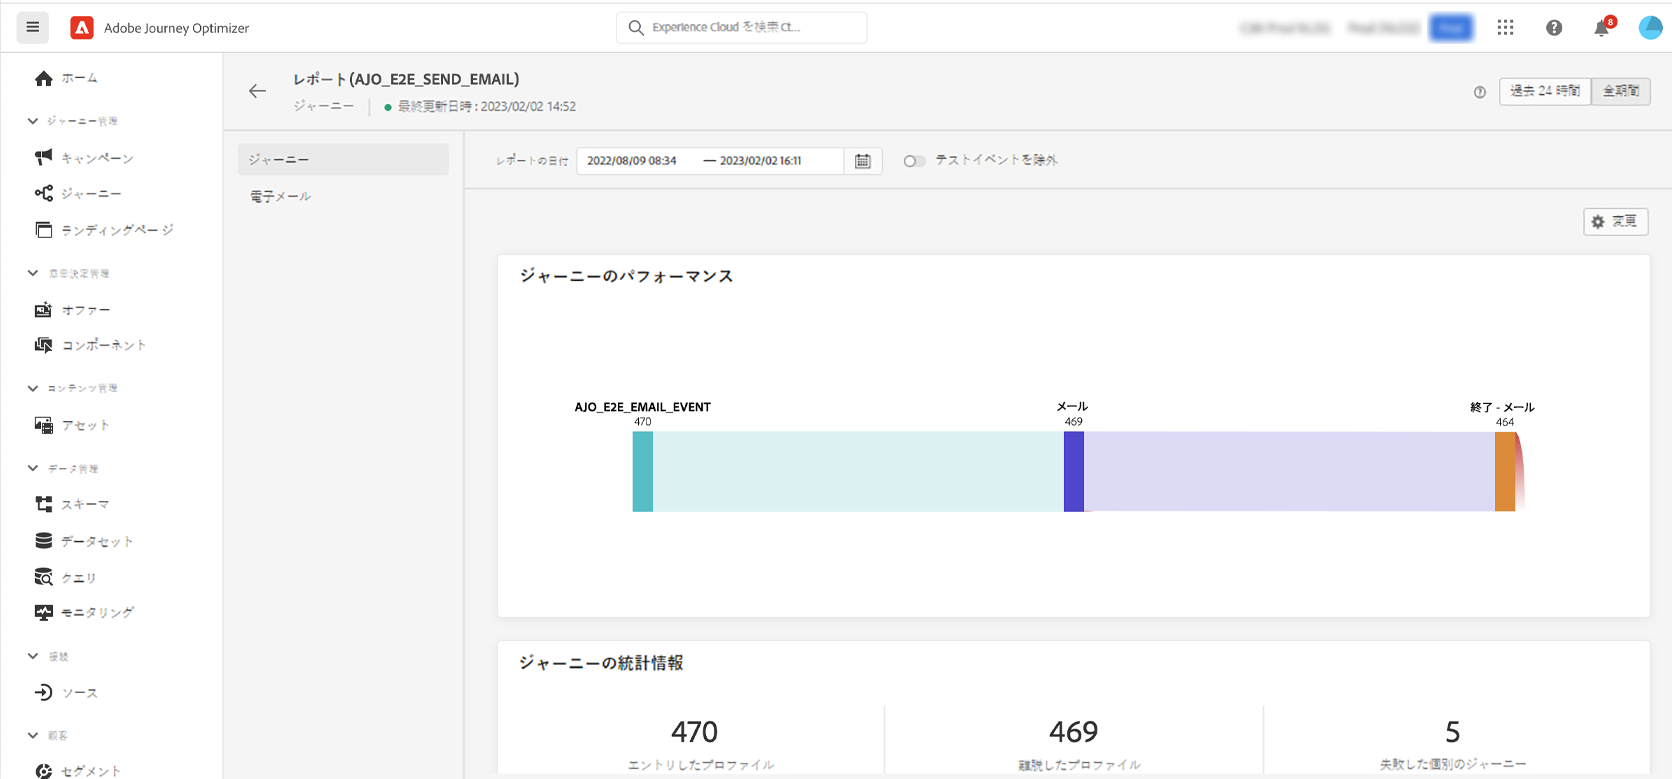 Adobe Journey Optimizer
Experience Cloud を検索 Ct...
8
ホーム
ジャーニー管理
キャンペーン
ジャーニー
ランディングページ
意思決定管理
オファー
コンポーネント
コンテンツ管理
アセット
データ管理
スキーマ
データセット
クエリ
モニタリング
接続
ソース
顧客
セグメント
レポート(AJO_E2E_SEND_EMAIL)
ジャーニー
最終更新日時 : 2023/02/02 14:52
過去 24 時間
全期間
ジャーニー
電子メール
レポートの日付
2022/08/09 08:34 — 2023/02/02 16:11
テストイベントを除外
変更
ジャーニーのパフォーマンス
AJO_E2E_EMAIL_EVENT
470
メール
469
終了 - メール
464
ジャーニーの統計情報
470
エントリしたプロファイル
469
離脱したプロファイル
5
失敗した個別のジャーニー